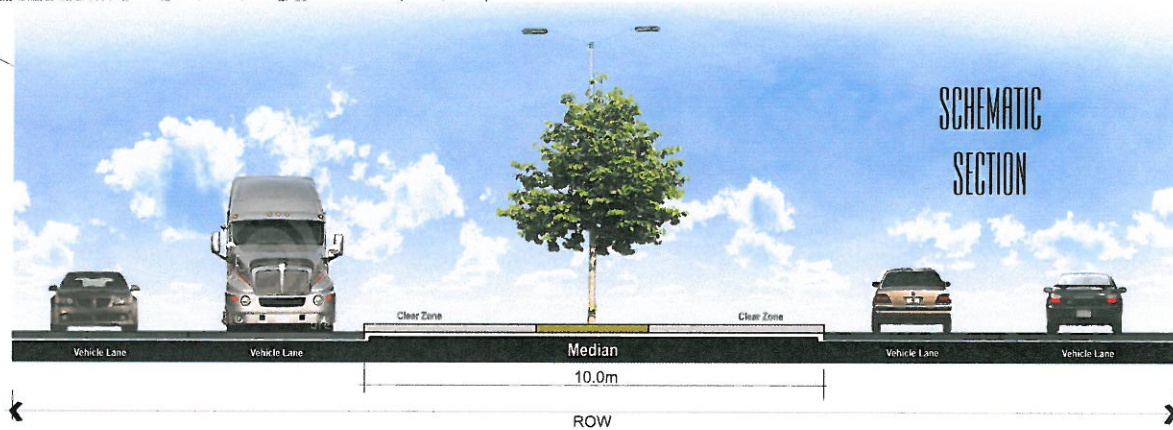 SCHEMATIC
SECTION
Clear Zone
Clear Zone
Vehicle Lane
Vehicle Lane
Median
Vehicle Lane
Vehicle Lane
10.0m
ROW